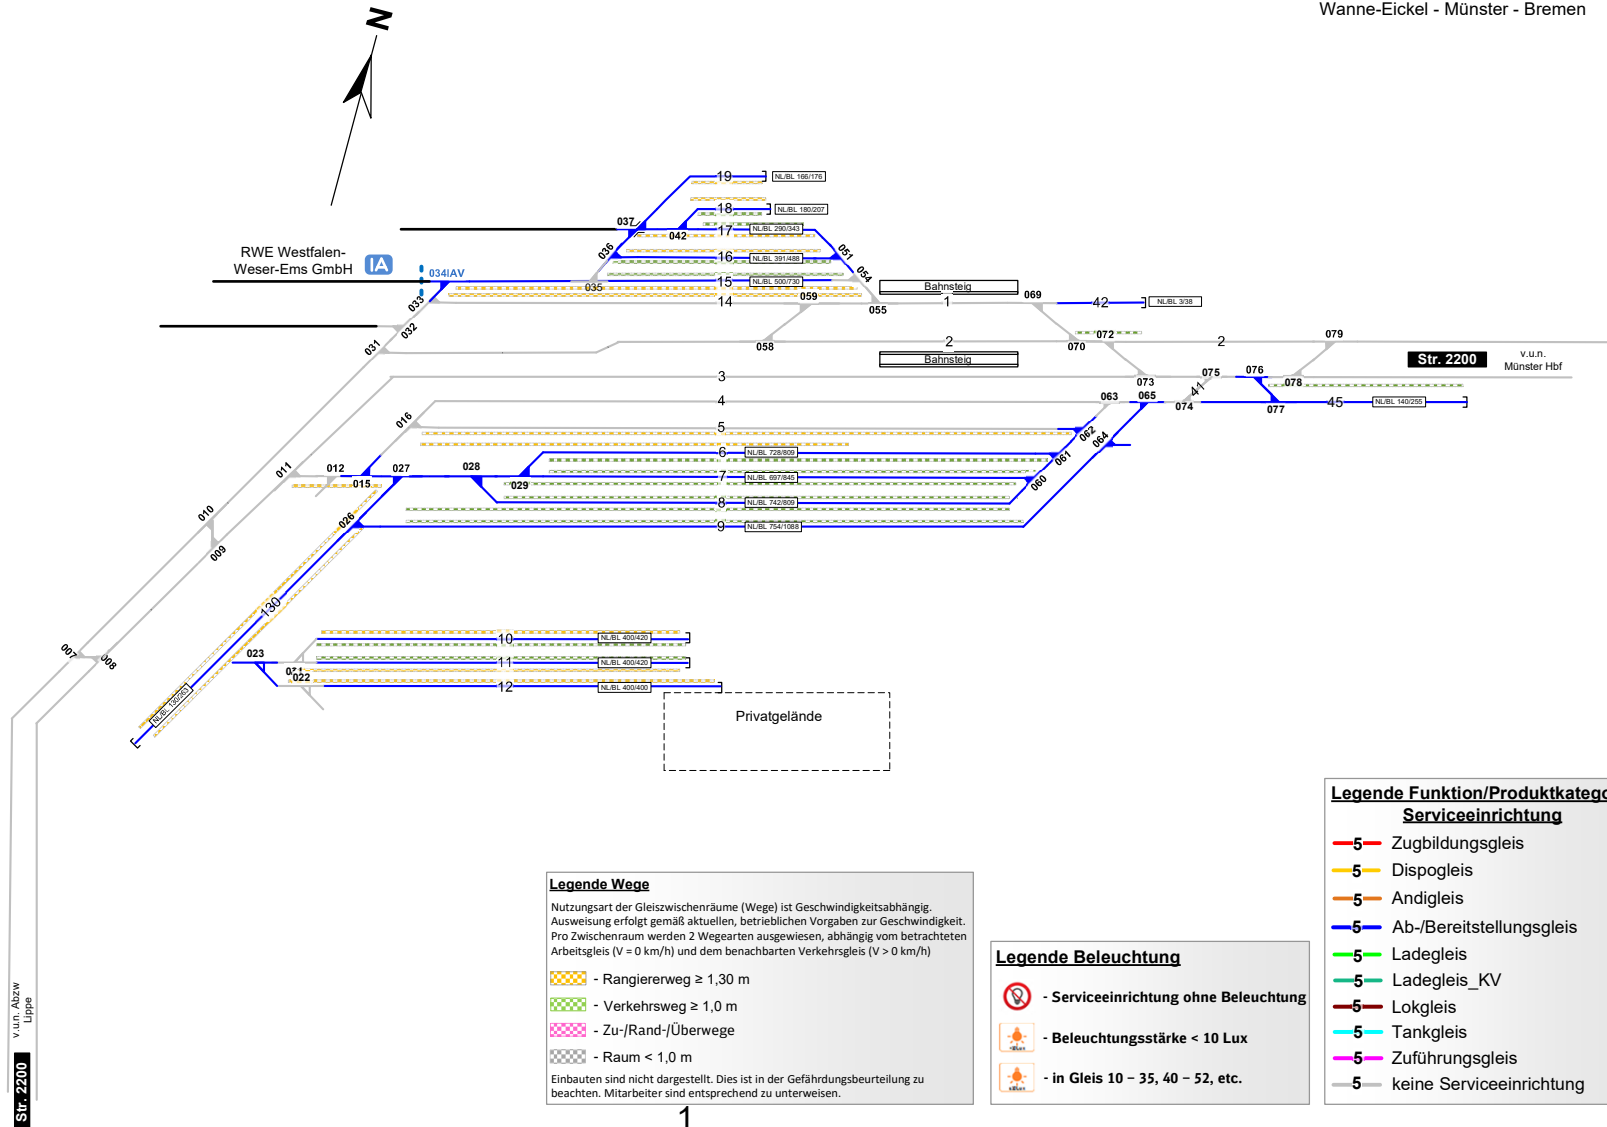 Wanne-Eickel - Münster - Bremen
N
19
NL/BL 166/176
18
NL/BL 180/207
037
042
17
NL/BL 290/343
036
16
NL/BL 391/488
051
RWE Westfalen-
Weser-Ems GmbH
IA
034IAV
035
15
NL/BL 500/730
054
Bahnsteig
033
14
059
055
1
069
42
NL/BL 3/38
032
031
058
2
070
072
2
079
Bahnsteig
Str. 2200
v.u.n.
Münster Hbf
3
073
075
076
078
41
4
063
065
074
077
45
NL/BL 140/255
016
5
062
064
6
NL/BL 728/809
061
011
012
015
027
028
029
7
NL/BL 697/845
060
8
NL/BL 742/809
010
026
9
NL/BL 754/1088
009
130
007
008
10
NL/BL 400/420
023
11
NL/BL 400/420
022
12
NL/BL 400/400
Privatgelände
v.u.n. Abzw
Lippe
Str. 2200
Legende Wege
Nutzungsart der Gleiszwischenräume (Wege) ist Geschwindigkeitsabhängig.
Ausweisung erfolgt gemäß aktuellen, betrieblichen Vorgaben zur Geschwindigkeit.
Pro Zwischenraum werden 2 Wegearten ausgewiesen, abhängig vom betrachteten
Arbeitsgleis (V = 0 km/h) und dem benachbarten Verkehrsgleis (V > 0 km/h)
- Rangiererweg ≥ 1,30 m
- Verkehrsweg ≥ 1,0 m
- Zu-/Rand-/Überwege
- Raum < 1,0 m
Einbauten sind nicht dargestellt. Dies ist in der Gefährdungsbeurteilung zu
beachten. Mitarbeiter sind entsprechend zu unterweisen.
1
Legende Beleuchtung
- Serviceeinrichtung ohne Beleuchtung
- Beleuchtungsstärke < 10 Lux
- in Gleis 10 – 35, 40 – 52, etc.
Legende Funktion/Produktkatego
Serviceeinrichtung
5 Zugbildungsgleis
5 Dispogleis
5 Andigleis
5 Ab-/Bereitstellungsgleis
5 Ladegleis
5 Ladegleis_KV
5 Lokgleis
5 Tankgleis
5 Zuführungsgleis
5 keine Serviceeinrichtung